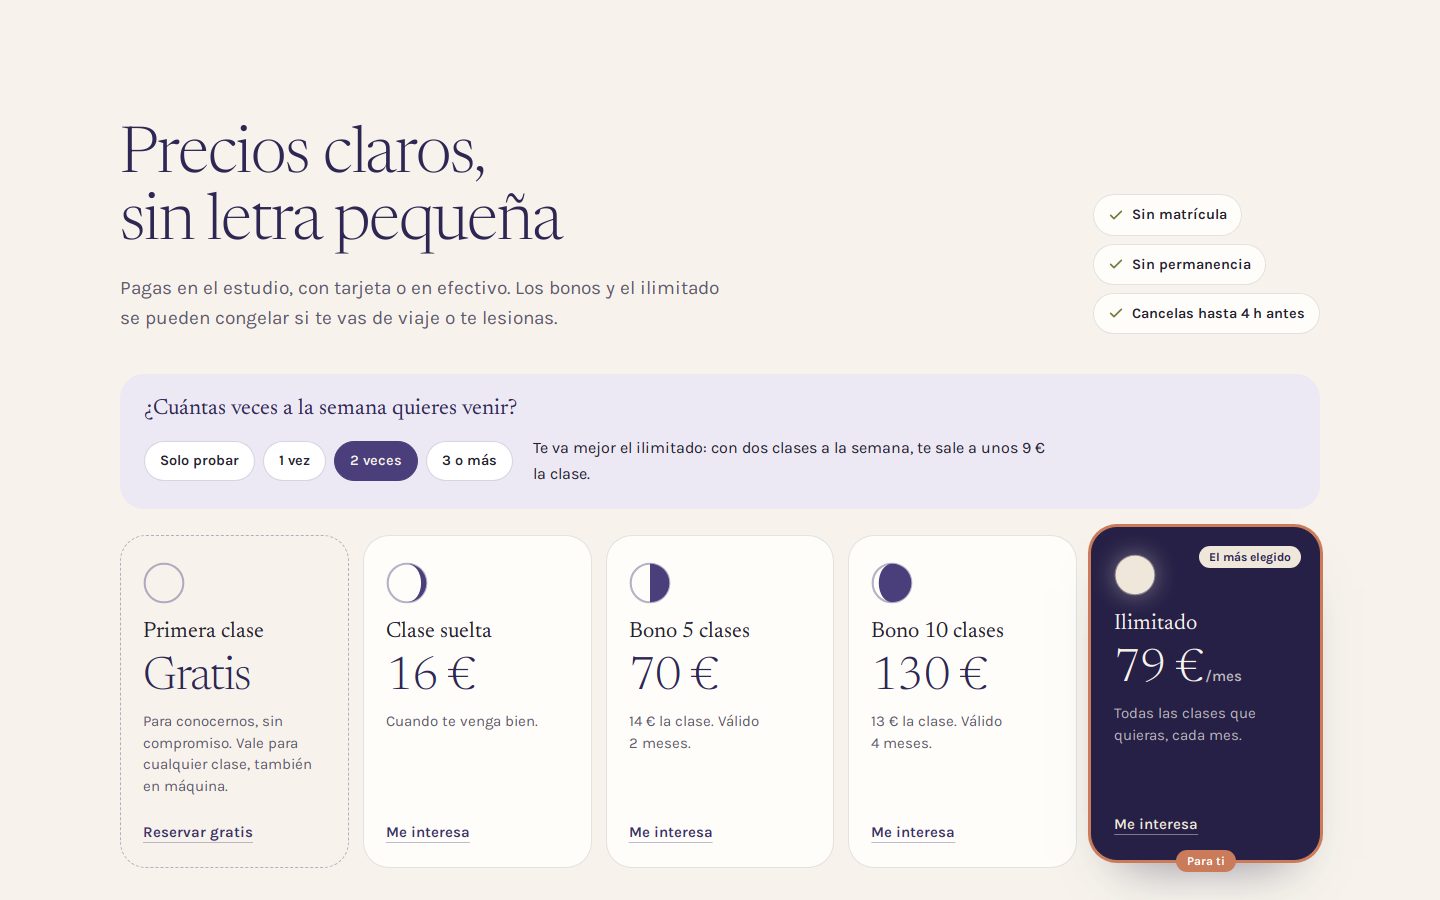 Precios claros,
sin letra pequeña
Pagas en el estudio, con tarjeta o en efectivo. Los bonos y el ilimitado
se pueden congelar si te vas de viaje o te lesionas.
Sin matrícula
Sin permanencia
Cancelas hasta 4 h antes
¿Cuántas veces a la semana quieres venir?
Solo probar
1 vez
2 veces
3 o más
Te va mejor el ilimitado: con dos clases a la semana, te sale a unos 9 €
la clase.
Primera clase
Gratis
Para conocernos, sin
compromiso. Vale para
cualquier clase, también
en máquina.
Reservar gratis
Clase suelta
16 €
Cuando te venga bien.
Me interesa
Bono 5 clases
70 €
14 € la clase. Válido
2 meses.
Me interesa
Bono 10 clases
130 €
13 € la clase. Válido
4 meses.
Me interesa
El más elegido
Ilimitado
79 €/mes
Todas las clases que
quieras, cada mes.
Me interesa
Para ti